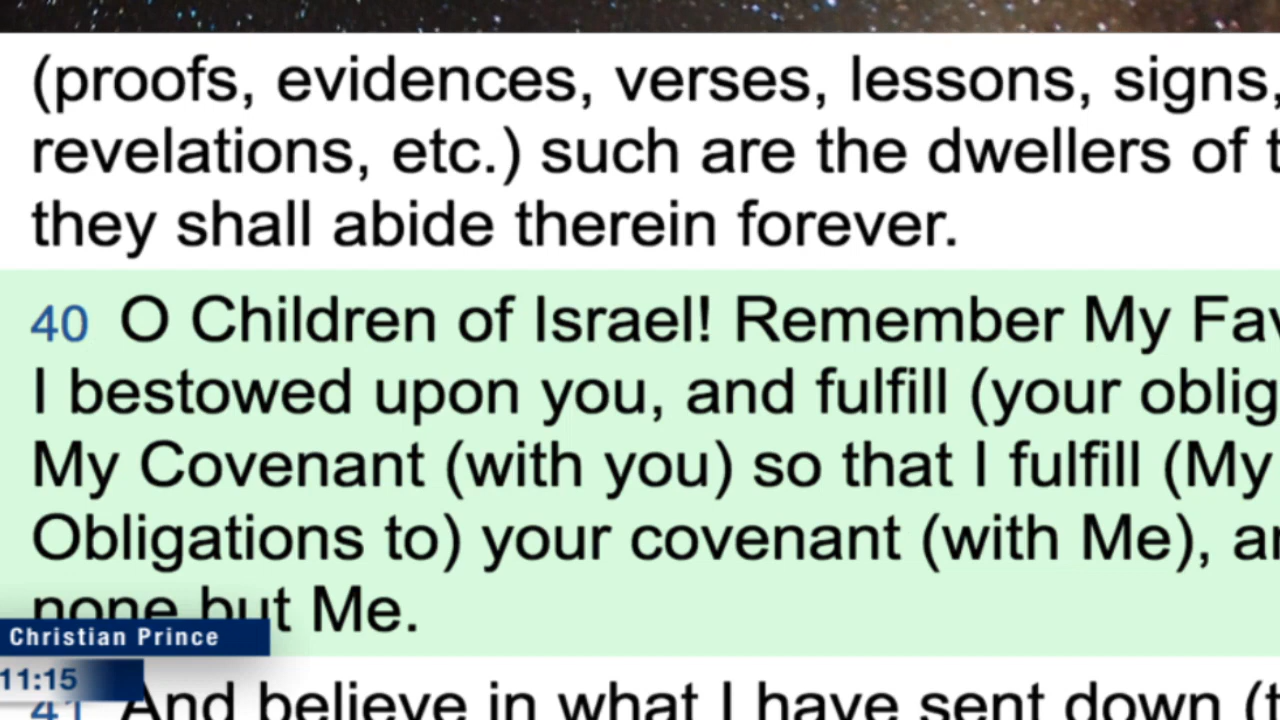 (proofs, evidences, verses, lessons, signs,
revelations, etc.) such are the dwellers of
they shall abide therein forever.
40 O Children of Israel! Remember My
I bestowed upon you, and fulfill (your
My Covenant (with you) so that I fulfill (My
Obligations to) your covenant (with Me),
none but Me.
Christian Prince
11:15
41 And believe in what I have sent down